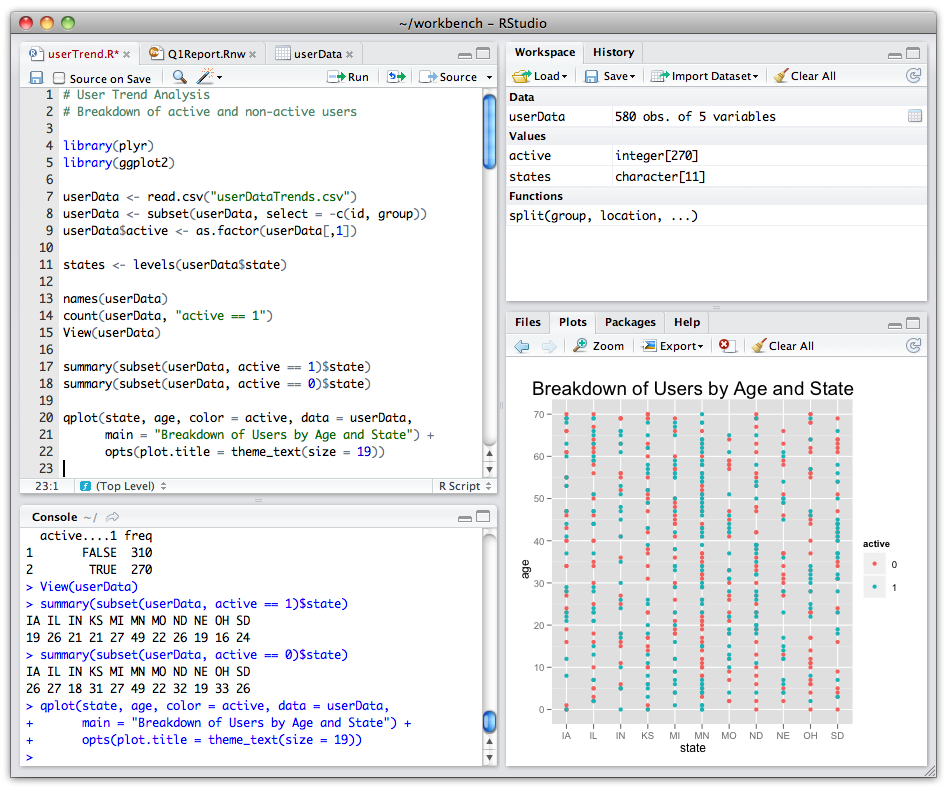 ~/workbench – RStudio
userTrend.R* Q1Report.Rnw userData
Source on Save Run Source
1 # User Trend Analysis
2 # Breakdown of active and non-active users
3
4 library(plyr)
5 library(ggplot2)
6
7 userData <- read.csv("userDataTrends.csv")
8 userData <- subset(userData, select = -c(id, group))
9 userData$active <- as.factor(userData[,1])
10
11 states <- levels(userData$state)
12
13 names(userData)
14 count(userData, "active == 1")
15 View(userData)
16
17 summary(subset(userData, active == 1)$state)
18 summary(subset(userData, active == 0)$state)
19
20 qplot(state, age, color = active, data = userData,
21 main = "Breakdown of Users by Age and State") +
22 opts(plot.title = theme_text(size = 19))
23
23:1 (Top Level) R Script
Console ~/
active....1 freq
1 FALSE 310
2 TRUE 270
> View(userData)
> summary(subset(userData, active == 1)$state)
IA IL IN KS MI MN MO ND NE OH SD
19 26 21 21 27 49 22 26 19 16 24
> summary(subset(userData, active == 0)$state)
IA IL IN KS MI MN MO ND NE OH SD
26 27 18 31 27 49 22 32 19 33 26
> qplot(state, age, color = active, data = userData,
+ main = "Breakdown of Users by Age and State") +
+ opts(plot.title = theme_text(size = 19))
>
Workspace History
Load Save Import Dataset Clear All
Data
userData 580 obs. of 5 variables
Values
active integer[270]
states character[11]
Functions
split(group, location, ...)
Files Plots Packages Help
Zoom Export Clear All
Breakdown of Users by Age and State
70
60
50
40
30
20
10
0
age
IA IL IN KS MI MN MO ND NE OH SD
state
active
0
1